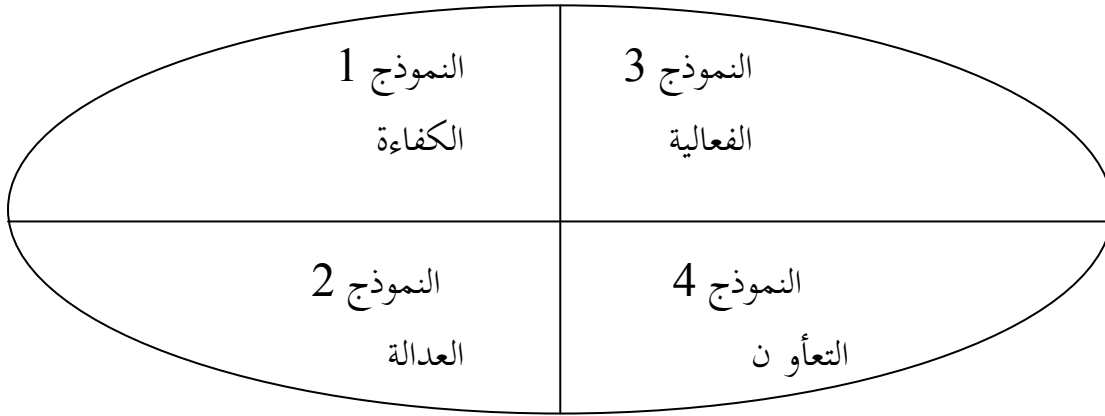 النموذج 3
الفعالية
النموذج 1
الكفاءة
النموذج 4
التعأو ن
النموذج 2
العدالة